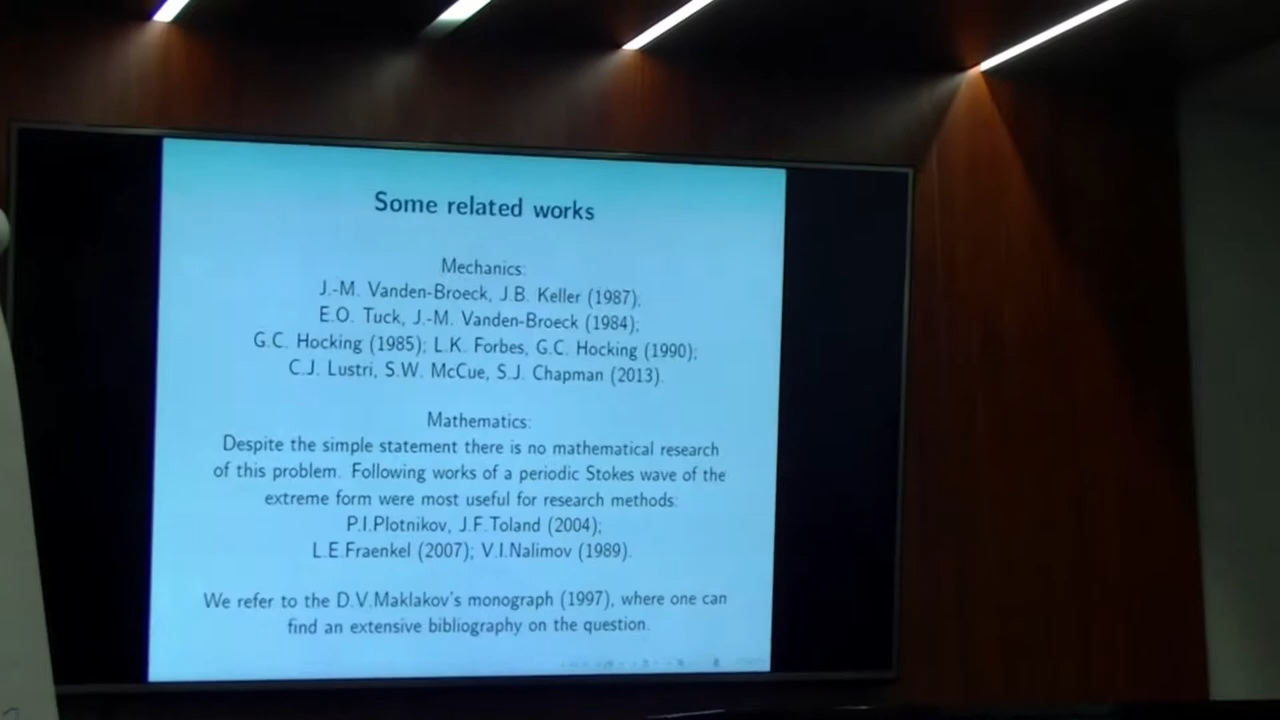 Some related works
Mechanics:
J.-M. Vanden-Broeck, J.B. Keller (1987);
E.O. Tuck, J.-M. Vanden-Broeck (1984);
G.C. Hocking (1985); L.K. Forbes, G.C. Hocking (1990);
C.J. Lustri, S.W. McCue, S.J. Chapman (2013).
Mathematics:
Despite the simple statement there is no mathematical research
of this problem. Following works of a periodic Stokes wave of the
extreme form were most useful for research methods:
P.I.Plotnikov, J.F.Toland (2004);
L.E.Fraenkel (2007); V.I.Nalimov (1989).
We refer to the D.V.Maklakov's monograph (1997), where one can
find an extensive bibliography on the question.